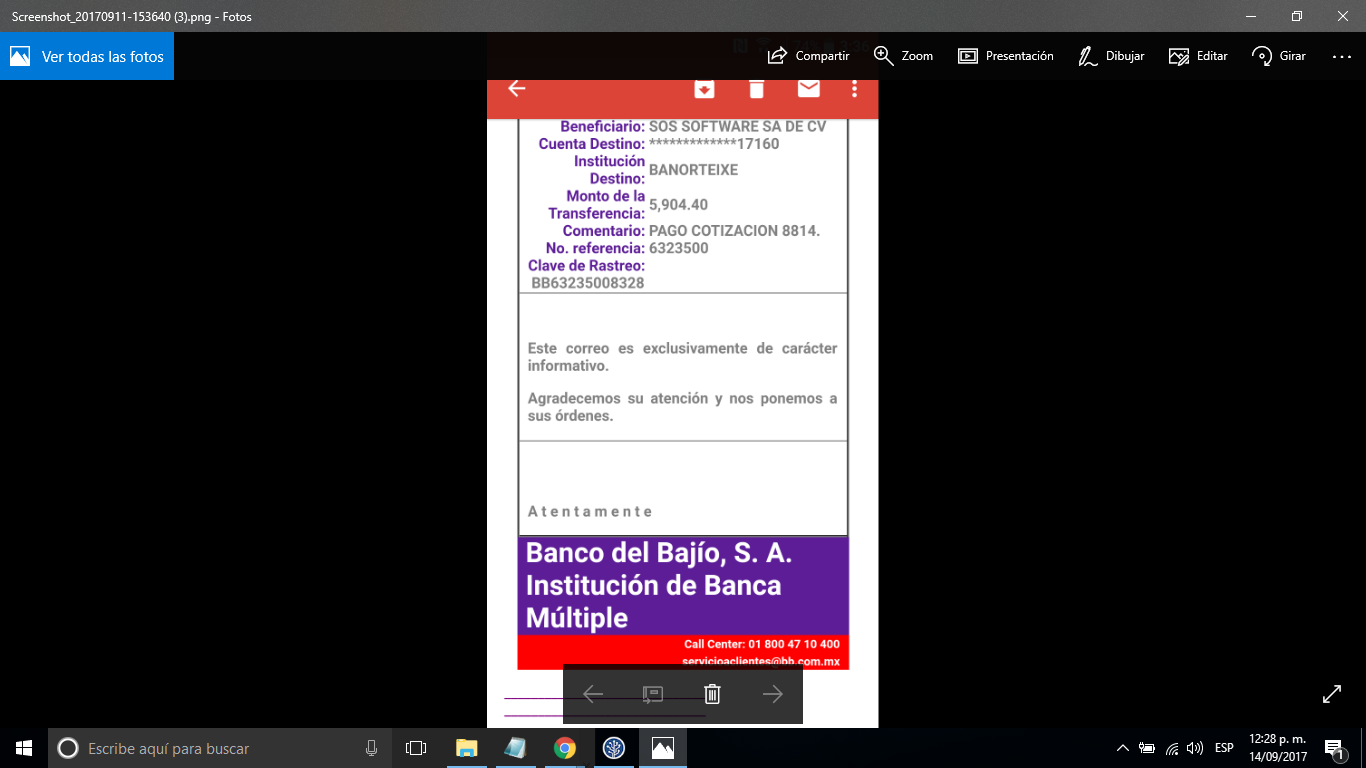 Screenshot_20170911-153640 (3).png - Fotos
Ver todas las fotos
Compartir
Zoom
Presentación
Dibujar
Editar
Girar
Beneficiario: SOS SOFTWARE SA DE CV
Cuenta Destino: *************17160
Institución
Destino: BANORTEIXE
Monto de la
Transferencia: 5,904.40
Comentario: PAGO COTIZACION 8814.
No. referencia: 6323500
Clave de Rastreo:
BB63235008328
Este correo es exclusivamente de carácter
informativo.
Agradecemos su atención y nos ponemos a
sus órdenes.
Atentamente
Banco del Bajío, S. A.
Institución de Banca
Múltiple
Call Center: 01 800 47 10 400
servicioaclientes@bb.com.mx
Escribe aquí para buscar
ESP
12:28 p. m.
14/09/2017
1